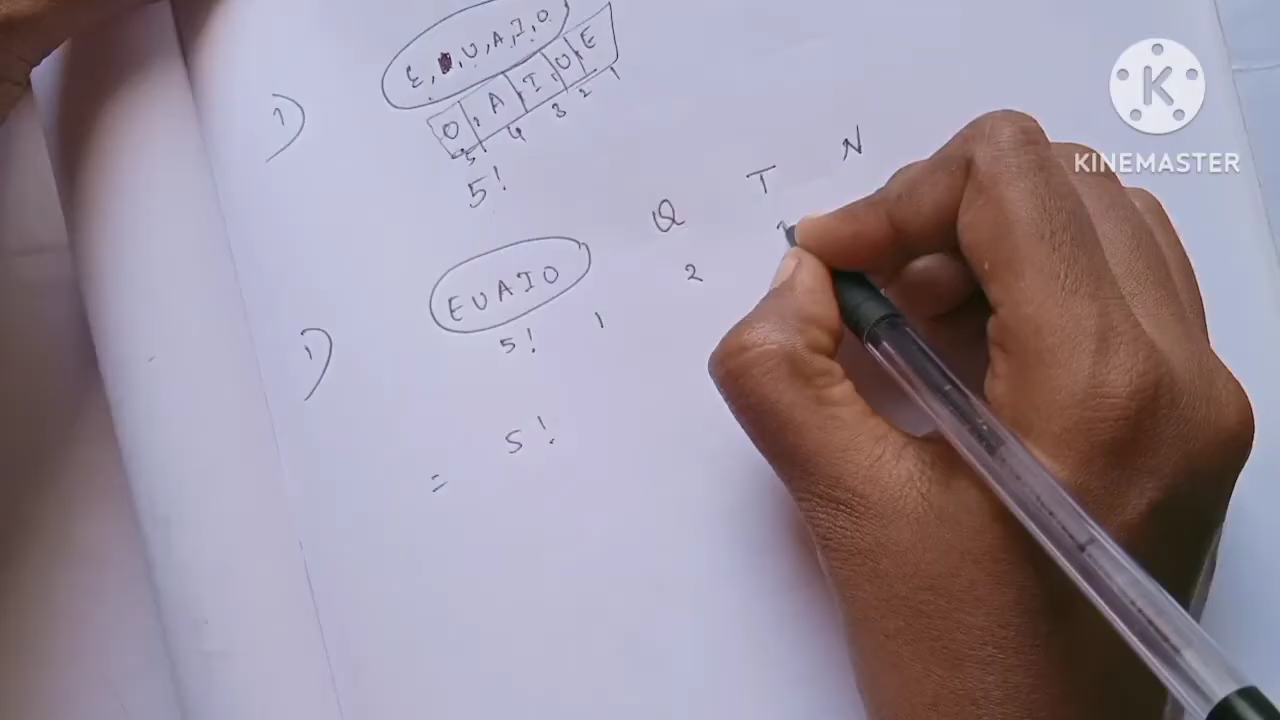 E, U, A, I, O
1) O, A, I, U E
5 4 3 2 1
5!
Q T N
EUAIO
1) 5! 1 2
= 5!
KINEMASTER